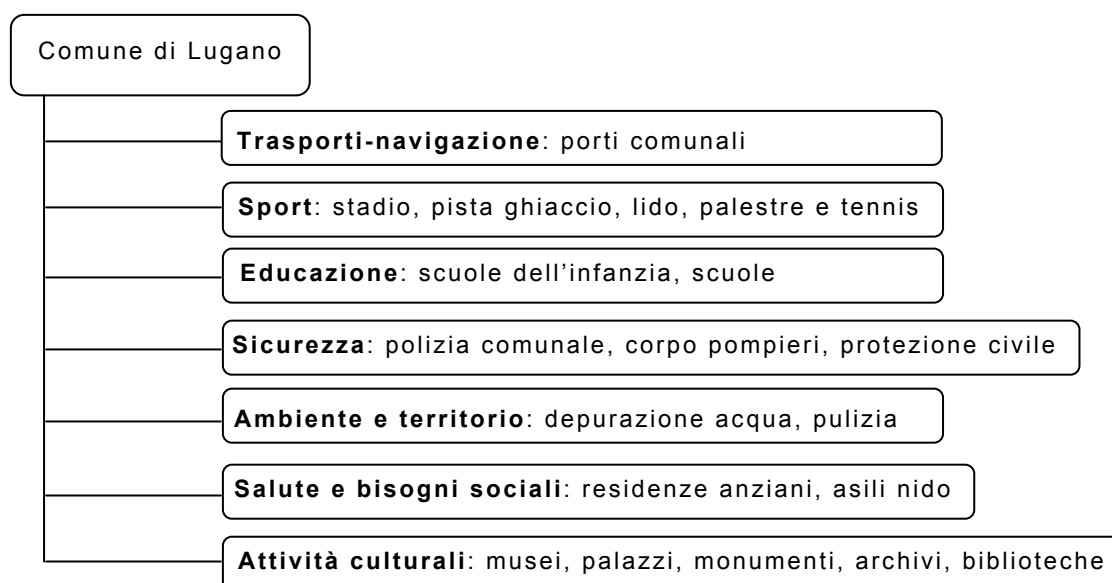 Comune di Lugano
Trasporti-navigazione: porti comunali
Sport: stadio, pista ghiaccio, lido, palestre e tennis
Educazione: scuole dell’infanzia, scuole
Sicurezza: polizia comunale, corpo pompieri, protezione civile
Ambiente e territorio: depurazione acqua, pulizia
Salute e bisogni sociali: residenze anziani, asili nido
Attività culturali: musei, palazzi, monumenti, archivi, biblioteche